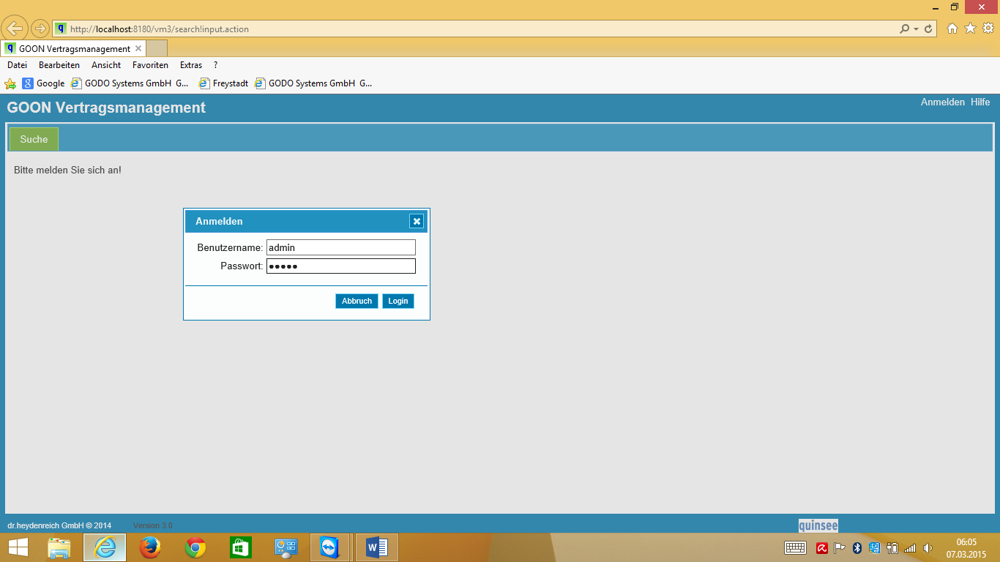 http://localhost:8180/vm3/search!input.action
GOON Vertragsmanagement
Datei Bearbeiten Ansicht Favoriten Extras ?
Google GODO Systems GmbH G... Freystadt GODO Systems GmbH G...
GOON Vertragsmanagement
Anmelden Hilfe
Suche
Bitte melden Sie sich an!
Anmelden
Benutzername: admin
Passwort: •••••
Abbruch Login
dr.heydenreich GmbH © 2014 Version 3.0
quinsee
06:05
07.03.2015